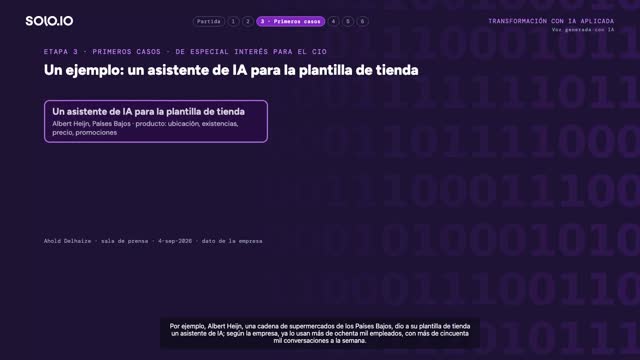 SOLO.IO
Partida 1 2 3 · Primeros casos 4 5 6
TRANSFORMACIÓN CON IA APLICADA
Voz generada con IA
ETAPA 3 · PRIMEROS CASOS · DE ESPECIAL INTERÉS PARA EL CIO
Un ejemplo: un asistente de IA para la plantilla de tienda
Un asistente de IA para la plantilla de tienda
Albert Heijn, Países Bajos · producto: ubicación, existencias,
precio, promociones
Ahold Delhaize · sala de prensa · 4-sep-2026 · dato de la empresa
Por ejemplo, Albert Heijn, una cadena de supermercados de los Países Bajos, dio a su plantilla de tienda
un asistente de IA; según la empresa, ya lo usan más de ochenta mil empleados, con más de cincuenta
mil conversaciones a la semana.